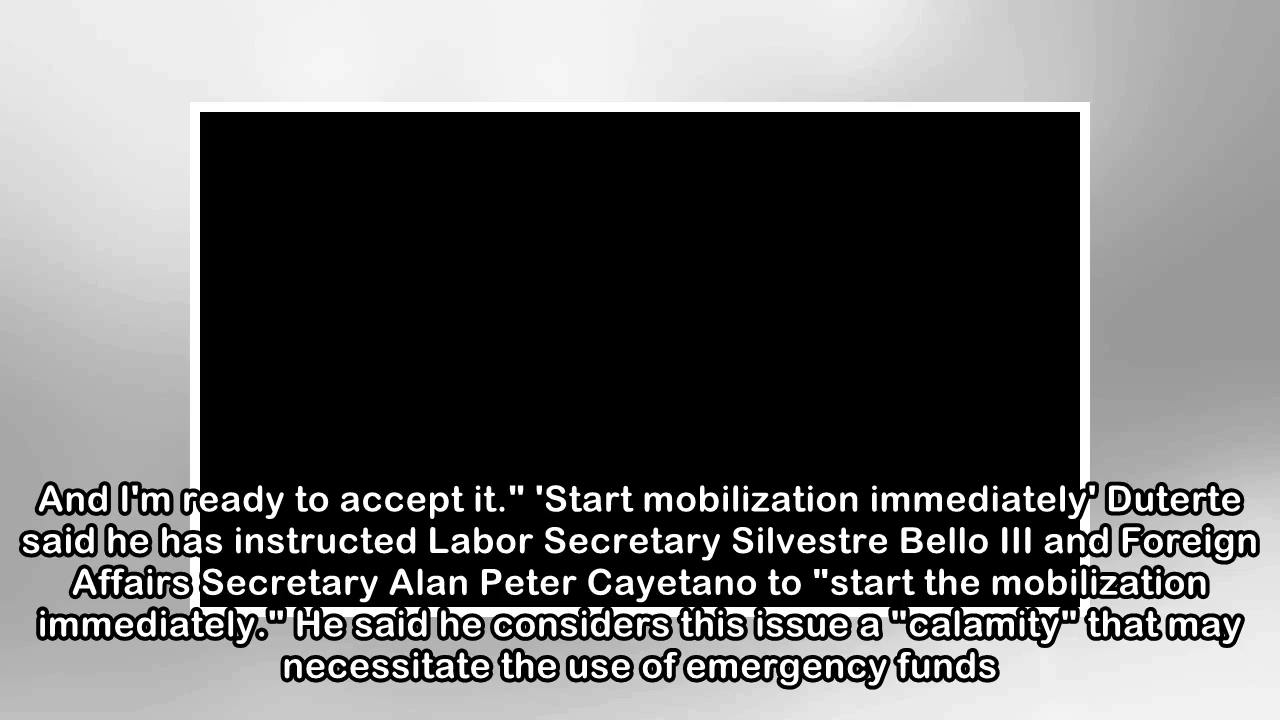 And I'm ready to accept it." 'Start mobilization immediately' Duterte
said he has instructed Labor Secretary Silvestre Bello III and Foreign
Affairs Secretary Alan Peter Cayetano to "start the mobilization
immediately." He said he considers this issue a "calamity" that may
necessitate the use of emergency funds